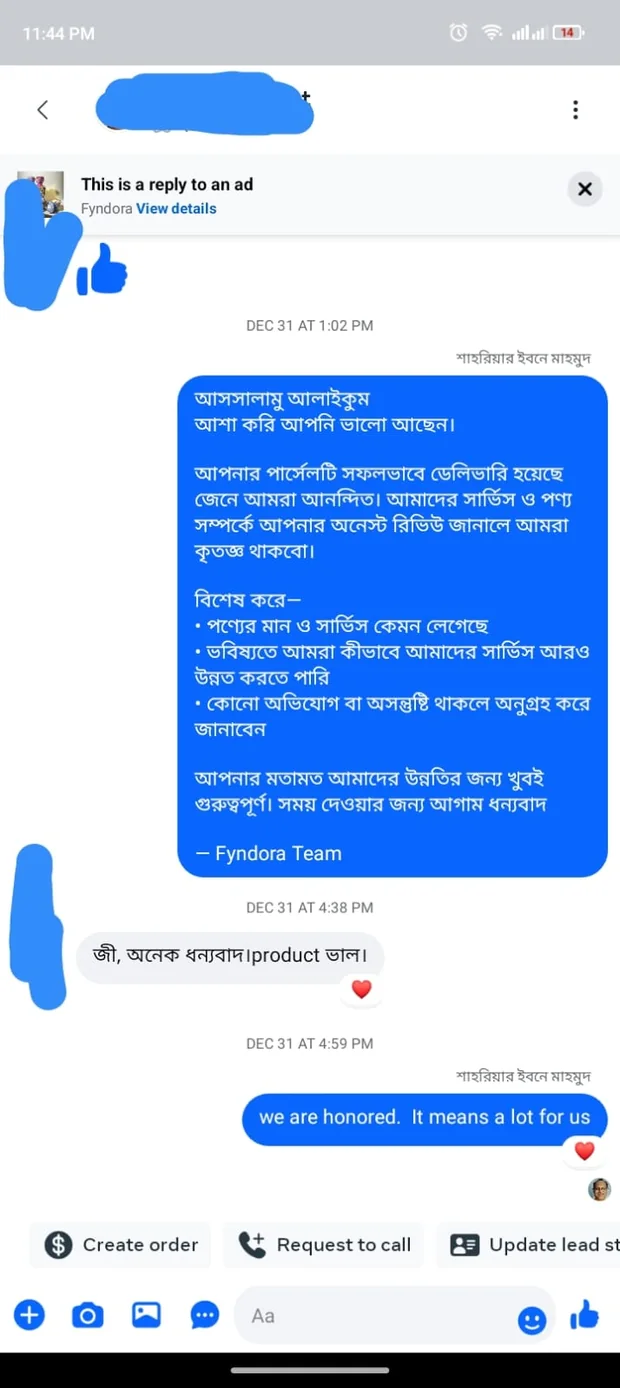 11:44 PM
14
This is a reply to an ad
Fyndora View details
DEC 31 AT 1:02 PM
শাহরিয়ার ইবনে মাহমুদ
আসসালামু আলাইকুম
আশা করি আপনি ভালো আছেন।
আপনার পার্সেলটি সফলভাবে ডেলিভারি হয়েছে
জেনে আমরা আনন্দিত। আমাদের সার্ভিস ও পণ্য
সম্পর্কে আপনার অনেস্ট রিভিউ জানালে আমরা
কৃতজ্ঞ থাকবো।
বিশেষ করে—
• পণ্যের মান ও সার্ভিস কেমন লেগেছে
• ভবিষ্যতে আমরা কীভাবে আমাদের সার্ভিস আরও
উন্নত করতে পারি
• কোনো অভিযোগ বা অসন্তুষ্টি থাকলে অনুগ্রহ করে
জানাবেন
আপনার মতামত আমাদের উন্নতির জন্য খুবই
গুরুত্বপূর্ণ। সময় দেওয়ার জন্য আগাম ধন্যবাদ
— Fyndora Team
DEC 31 AT 4:38 PM
জী, অনেক ধন্যবাদ।product ভাল।
DEC 31 AT 4:59 PM
শাহরিয়ার ইবনে মাহমুদ
we are honored.  It means a lot for us
Create order
Request to call
Update lead st
Aa